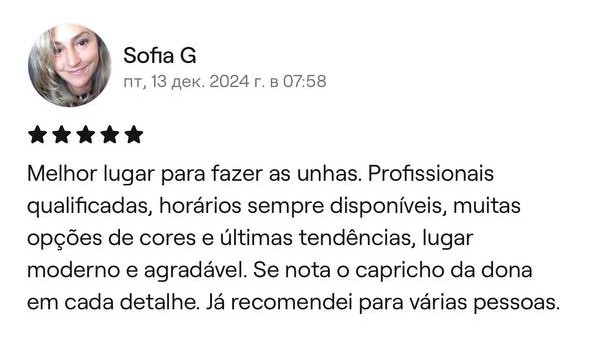 Sofia G
пт, 13 дек. 2024 г. в 07:58
Melhor lugar para fazer as unhas. Profissionais
qualificadas, horários sempre disponíveis, muitas
opções de cores e últimas tendências, lugar
moderno e agradável. Se nota o capricho da dona
em cada detalhe. Já recomendei para várias pessoas.